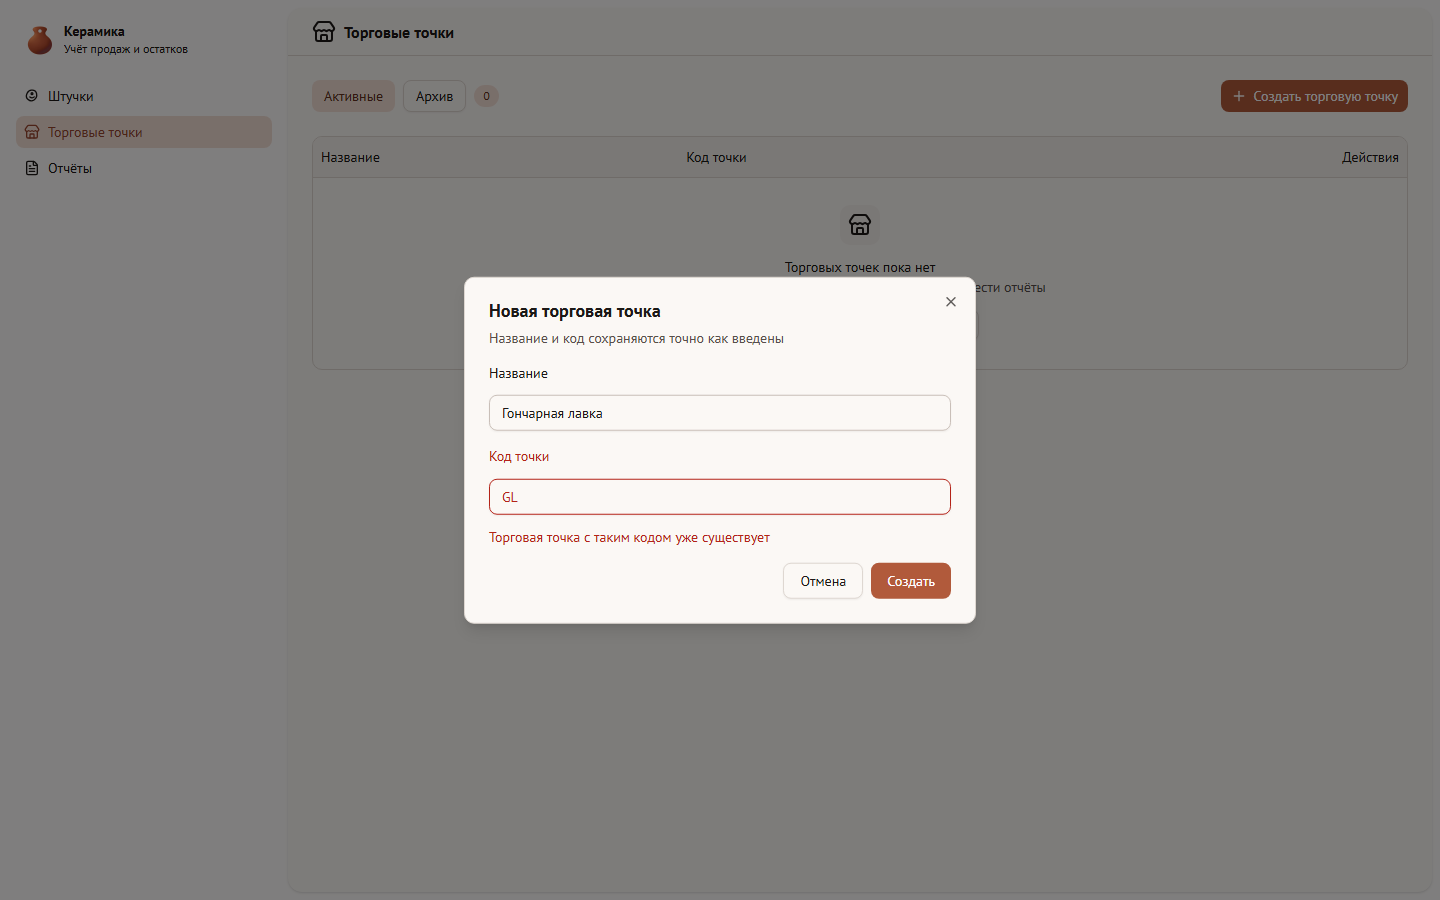 Керамика
Учёт продаж и остатков
Штучки
Торговые точки
Отчёты
Торговые точки
Активные
Архив
0
Создать торговую точку
Название
Код точки
Действия
Торговых точек пока нет
отчёты
Новая торговая точка
Название и код сохраняются точно как введены
Название
Гончарная лавка
Код точки
GL
Торговая точка с таким кодом уже существует
Отмена
Создать